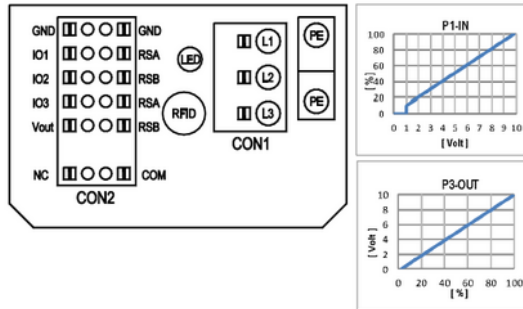 GND GND
IO1 RSA
IO2 RSB
IO3 RSA
Vout RSB
NC COM
CON2
LED
RFID
L1
L2
L3
CON1
PE
PE
P1-IN
[%]
100
80
60
40
20
0
0 1 2 3 4 5 6 7 8 9 10
[Volt]
P3-OUT
[Volt]
10
8
6
4
2
0
0 20 40 60 80 100
[%]